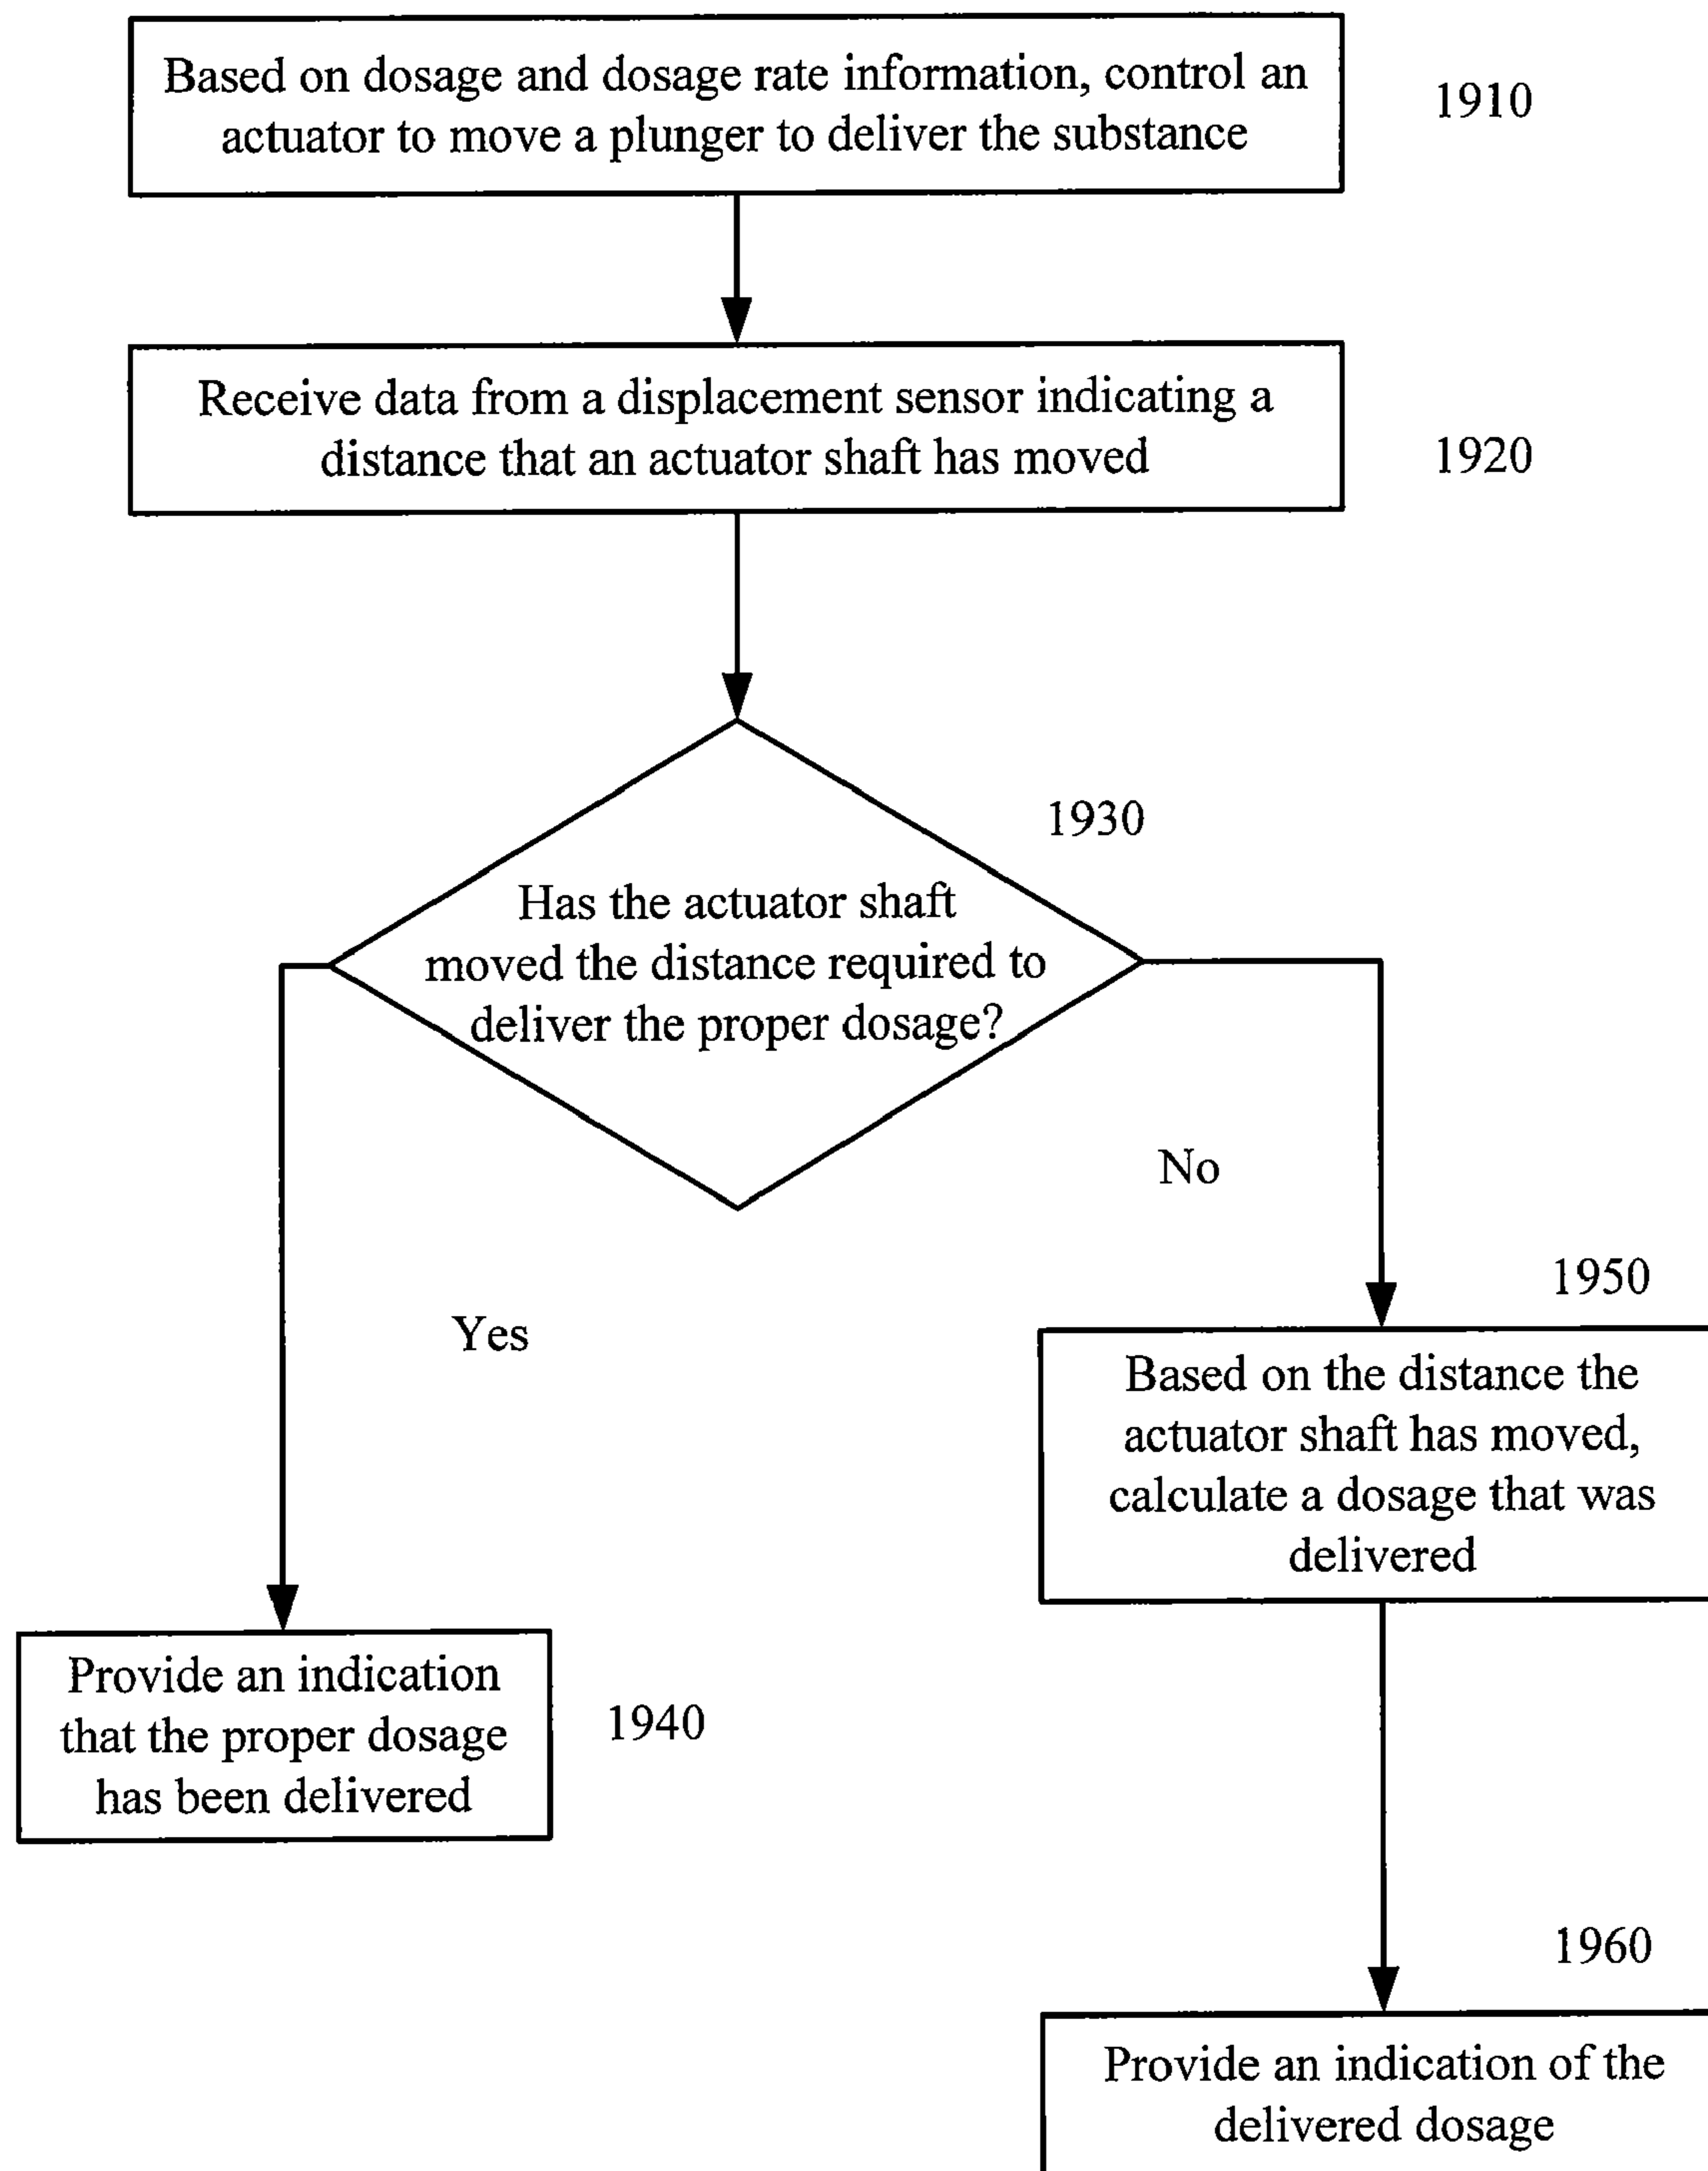 Based on dosage and dosage rate information, control an
actuator to move a plunger to deliver the substance
1910
Receive data from a displacement sensor indicating a
distance that an actuator shaft has moved
1920
1930
Has the actuator shaft
moved the distance required to
deliver the proper dosage?
No
Yes
1950
Based on the distance the
actuator shaft has moved,
calculate a dosage that was
delivered
Provide an indication
that the proper dosage
has been delivered
1940
1960
Provide an indication of the
delivered dosage